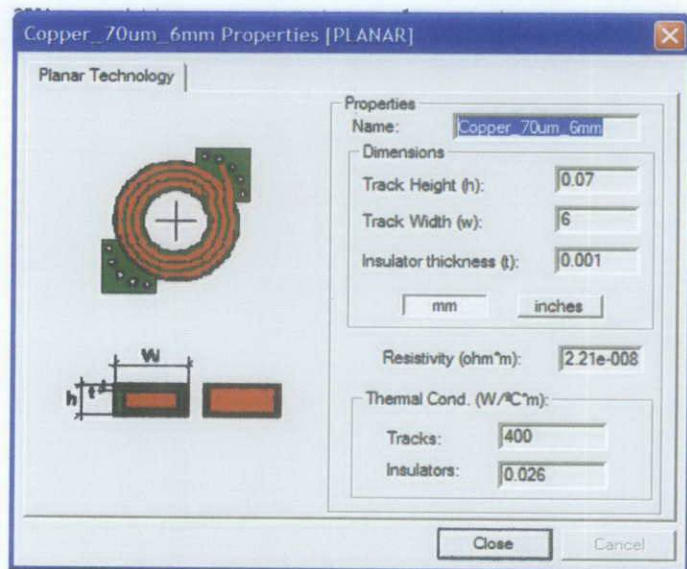 Copper_70um_6mm Properties [PLANAR]
Planar Technology
Properties
Name: Copper_70um_6mm
Dimensions
Track Height (h): 0.07
Track Width (w): 6
Insulator thickness (t): 0.001
mm inches
Resistivity (ohm*m): 2.21e-008
Thermal Cond. (W/ºC*m):
Tracks: 400
Insulators: 0.026
W
h t
Close Cancel